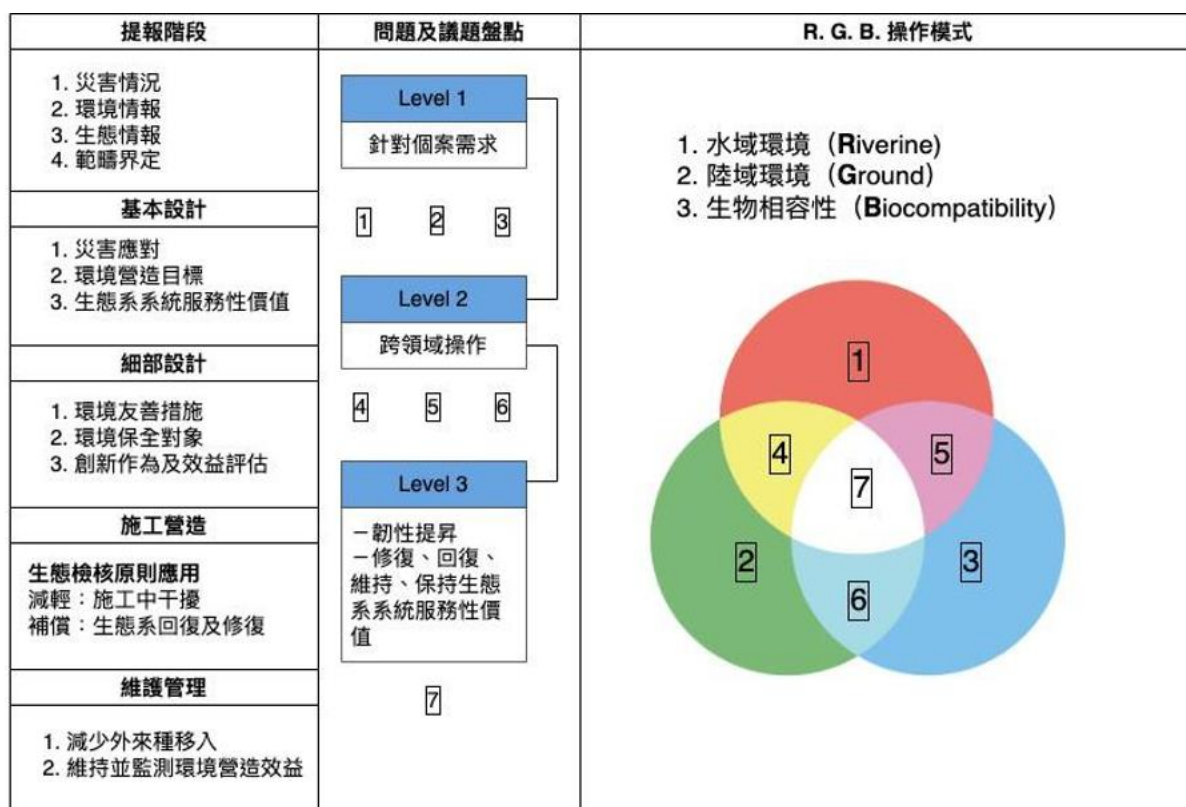 提報階段
1. 災害情況
2. 環境情報
3. 生態情報
4. 範疇界定
基本設計
1. 災害應對
2. 環境營造目標
3. 生態系系統服務性價值
細部設計
1. 環境友善措施
2. 環境保全對象
3. 創新作為及效益評估
施工營造
生態檢核原則應用
減輕：施工中干擾
補償：生態系回復及修復
維護管理
1. 減少外來種移入
2. 維持並監測環境營造效益
問題及議題盤點
Level 1
針對個案需求
1 2 3
Level 2
跨領域操作
4 5 6
Level 3
－韌性提昇
－修復、回復、
維持、保持生態
系系統服務性價
值
7
R. G. B. 操作模式
1. 水域環境（Riverine)
2. 陸域環境（Ground）
3. 生物相容性（Biocompatibility）
1
4 5
7
2 3
6